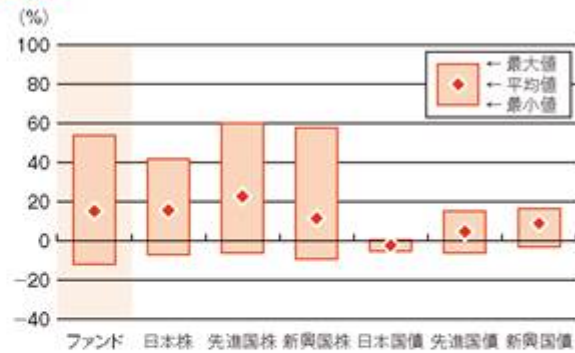 (%)
100
80
60
40
20
0
-20
-40
← 最大値
← 平均値
← 最小値
ファンド 日本株 先進国株 新興国株 日本国債 先進国債 新興国債